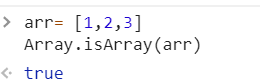 > arr= [1,2,3]
Array.isArray(arr)
<· true